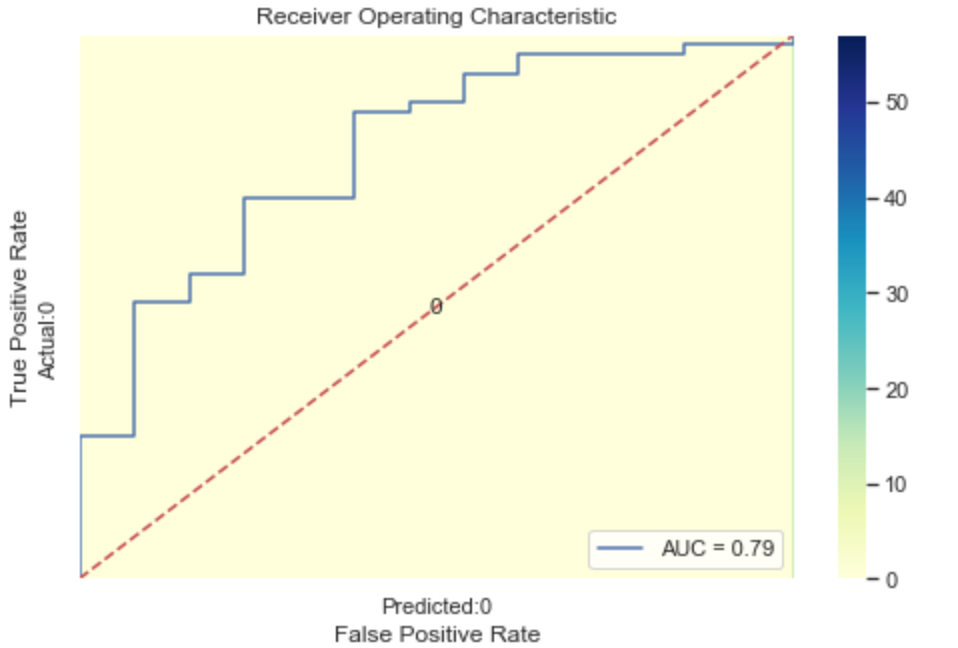 Receiver Operating Characteristic
True Positive Rate
Actual:0
0
AUC = 0.79
Predicted:0
False Positive Rate
50
40
30
20
10
0